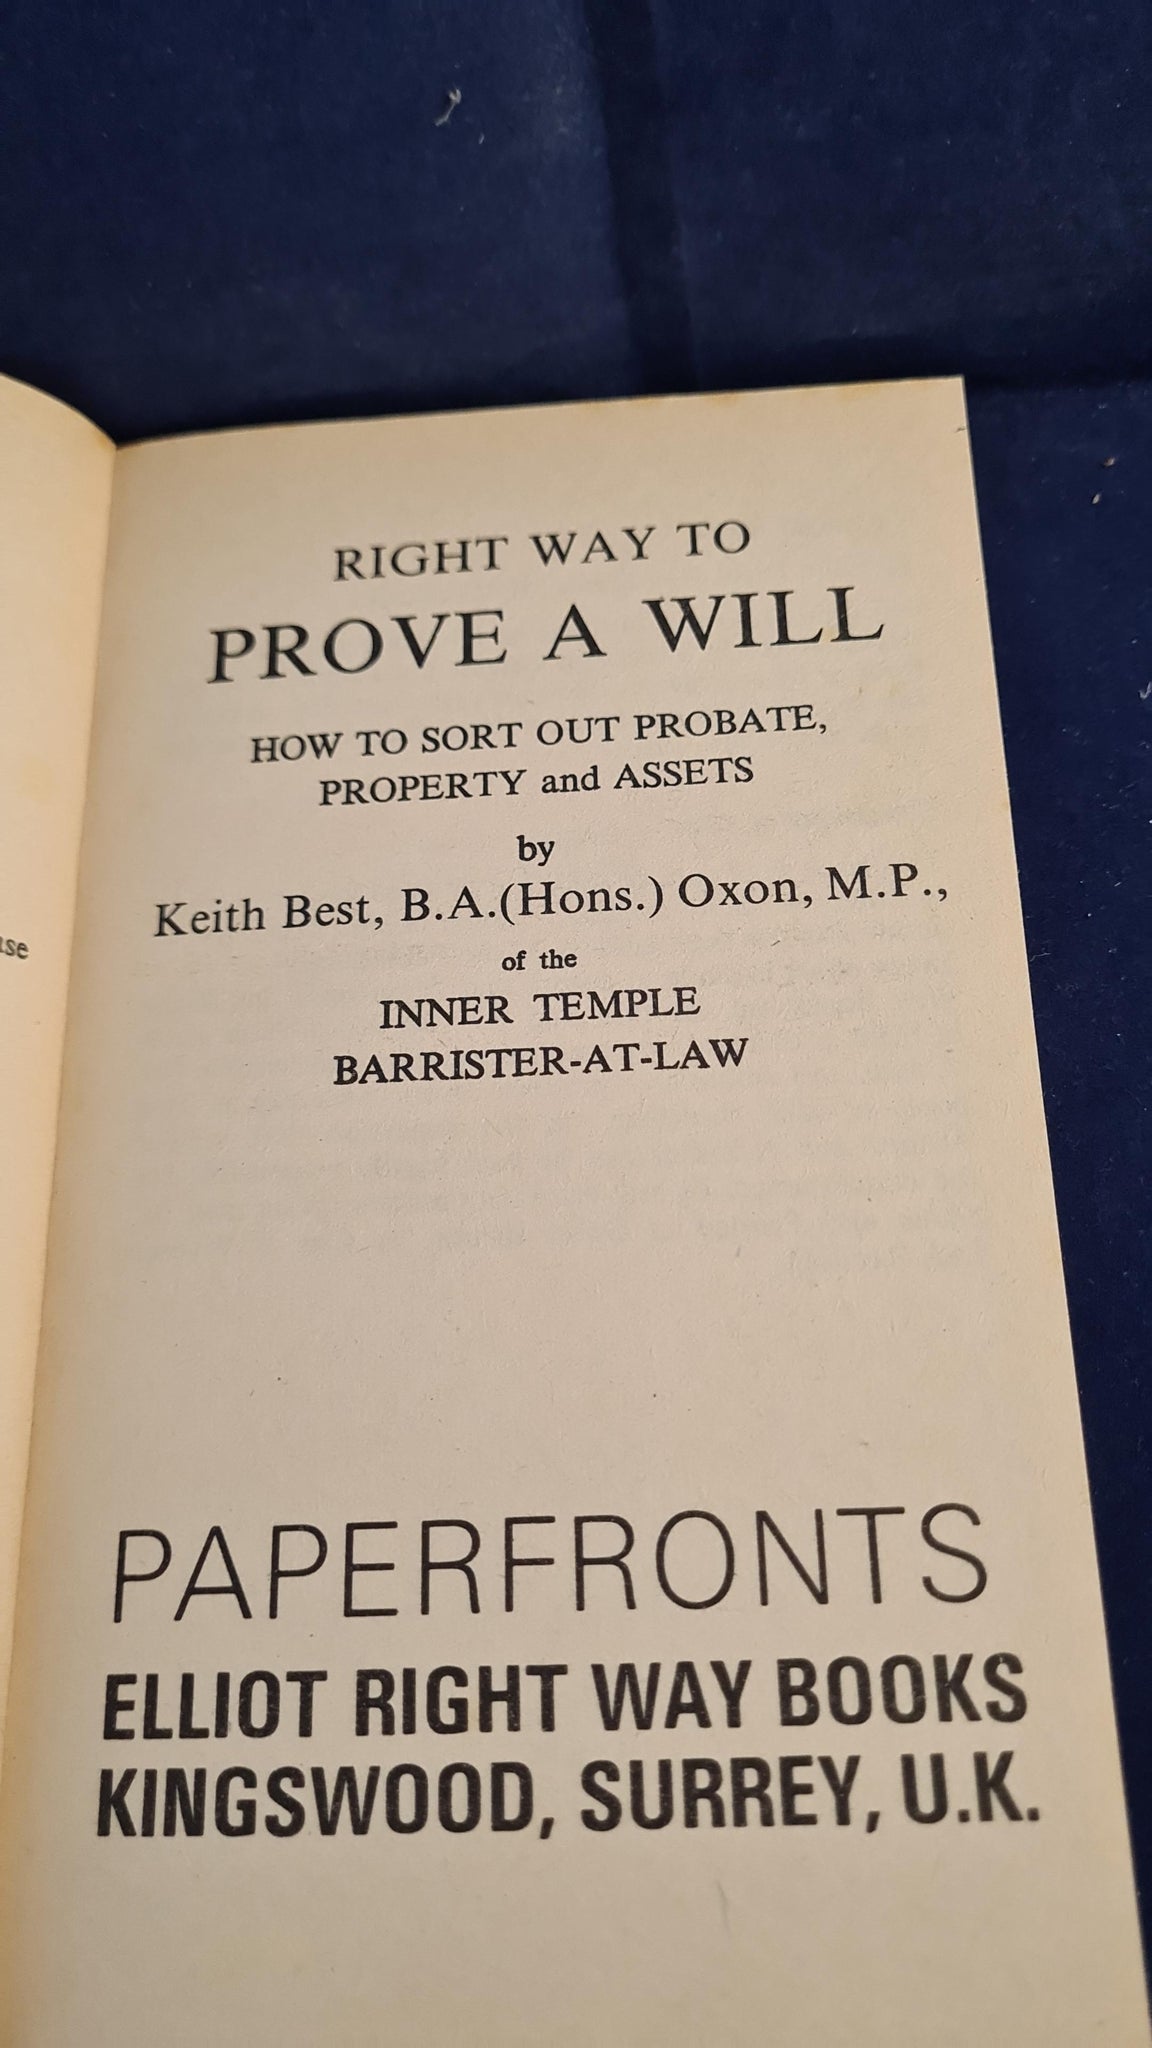 RIGHT WAY TO
PROVE A WILL
HOW TO SORT OUT PROBATE,
PROPERTY and ASSETS
by
Keith Best, B.A.(Hons.) Oxon, M.P.,
of the
INNER TEMPLE
BARRISTER-AT-LAW
PAPERFRONTS
ELLIOT RIGHT WAY BOOKS
KINGSWOOD, SURREY, U.K.